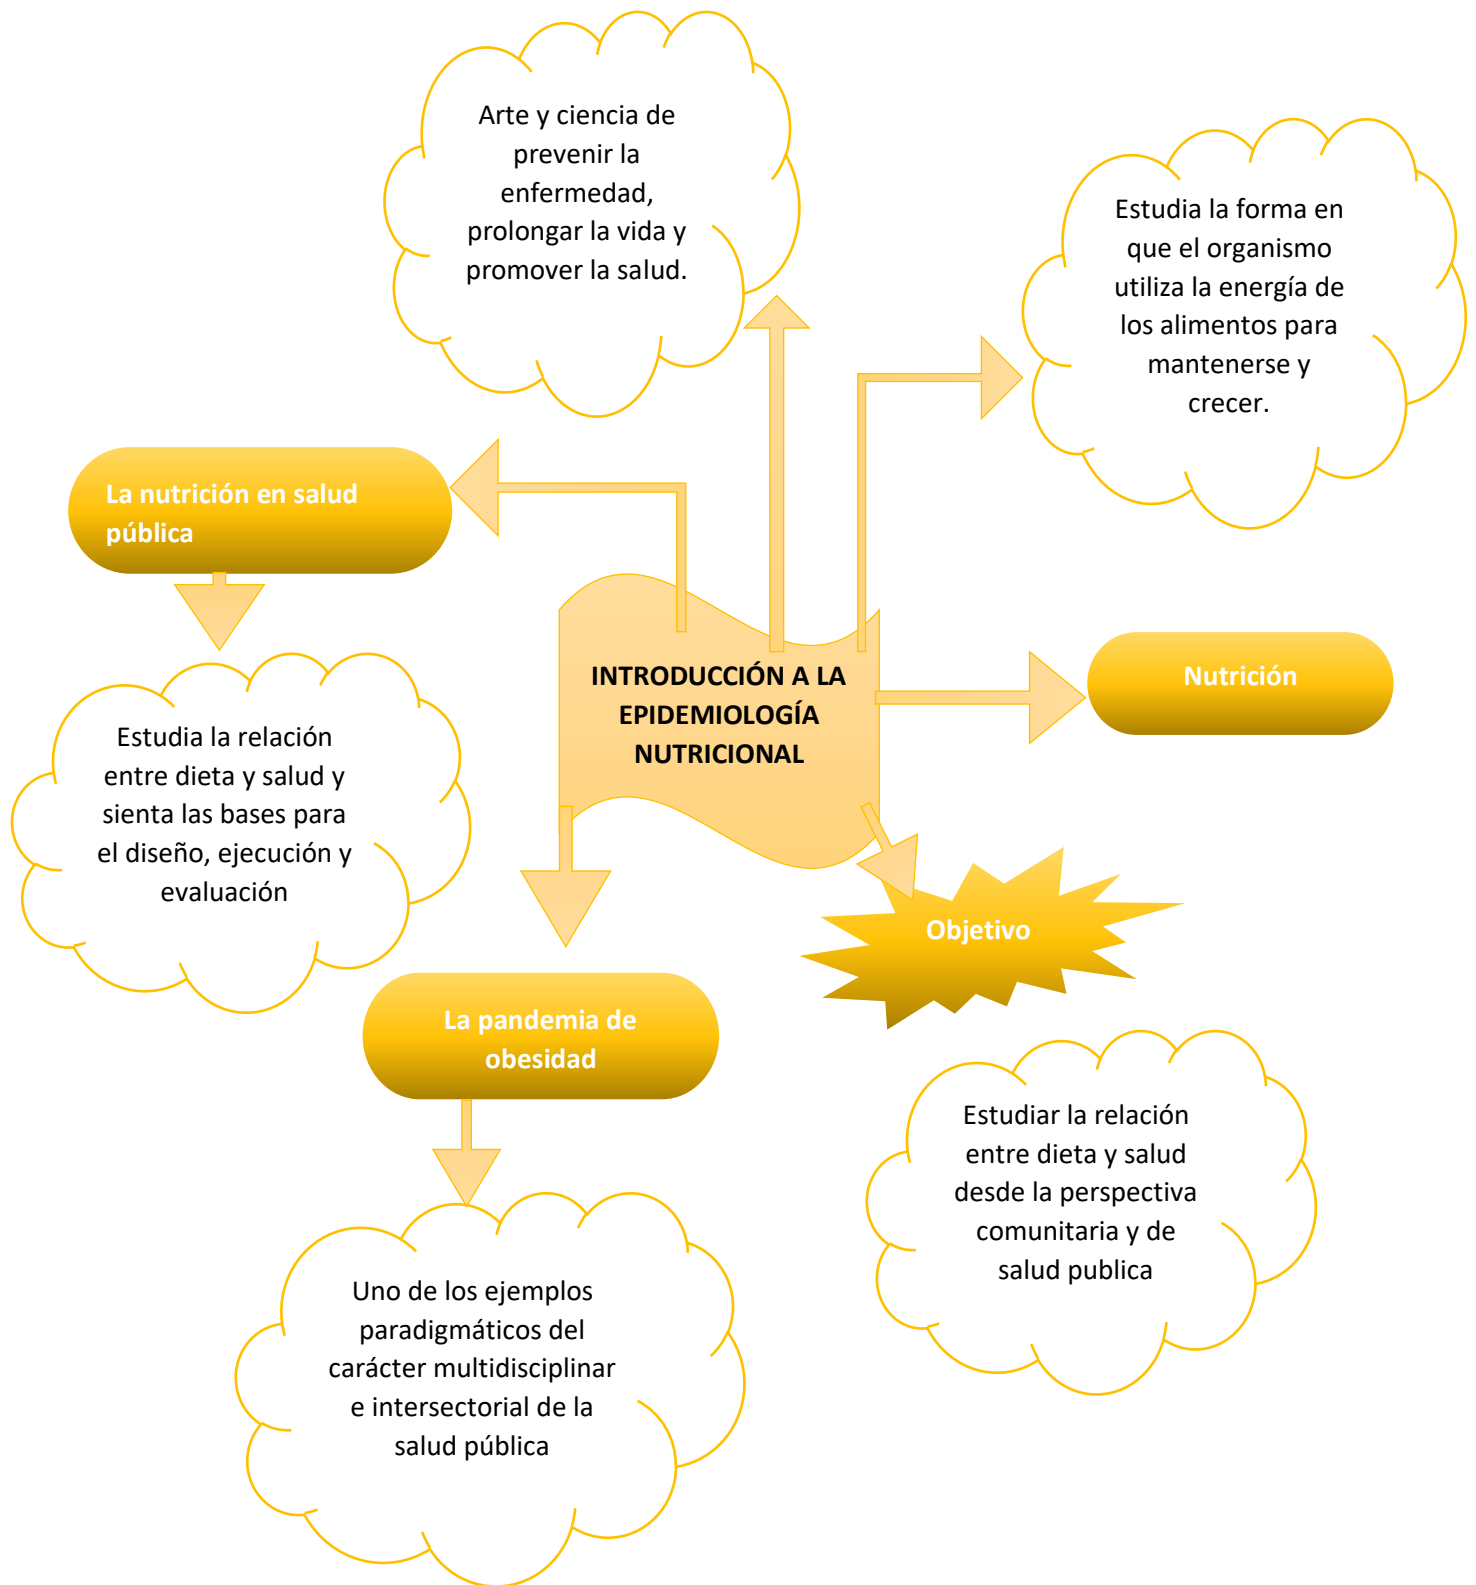 Arte y ciencia de
prevenir la
enfermedad,
prolongar la vida y
promover la salud.
Estudia la forma en
que el organismo
utiliza la energía de
los alimentos para
mantenerse y
crecer.
La nutrición en salud
pública
INTRODUCCIÓN A LA
EPIDEMIOLOGÍA
NUTRICIONAL
Nutrición
Estudia la relación
entre dieta y salud y
sienta las bases para
el diseño, ejecución y
evaluación
Objetivo
La pandemia de
obesidad
Estudiar la relación
entre dieta y salud
desde la perspectiva
comunitaria y de
salud publica
Uno de los ejemplos
paradigmáticos del
carácter multidisciplinar
e intersectorial de la
salud pública